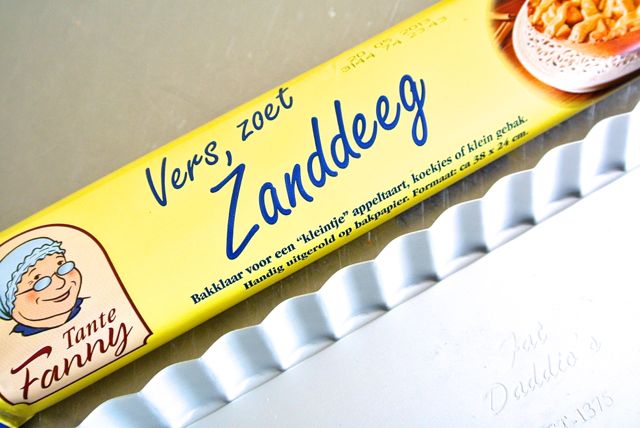 Vers, zoet
Zanddeeg
Bakklaar voor een "kleintje" appeltaart, koekjes of klein gebak.
Handig uitgerold op bakpapier. Formaat: ca 38 x 24 cm.
Tante
Fanny
Daddio's